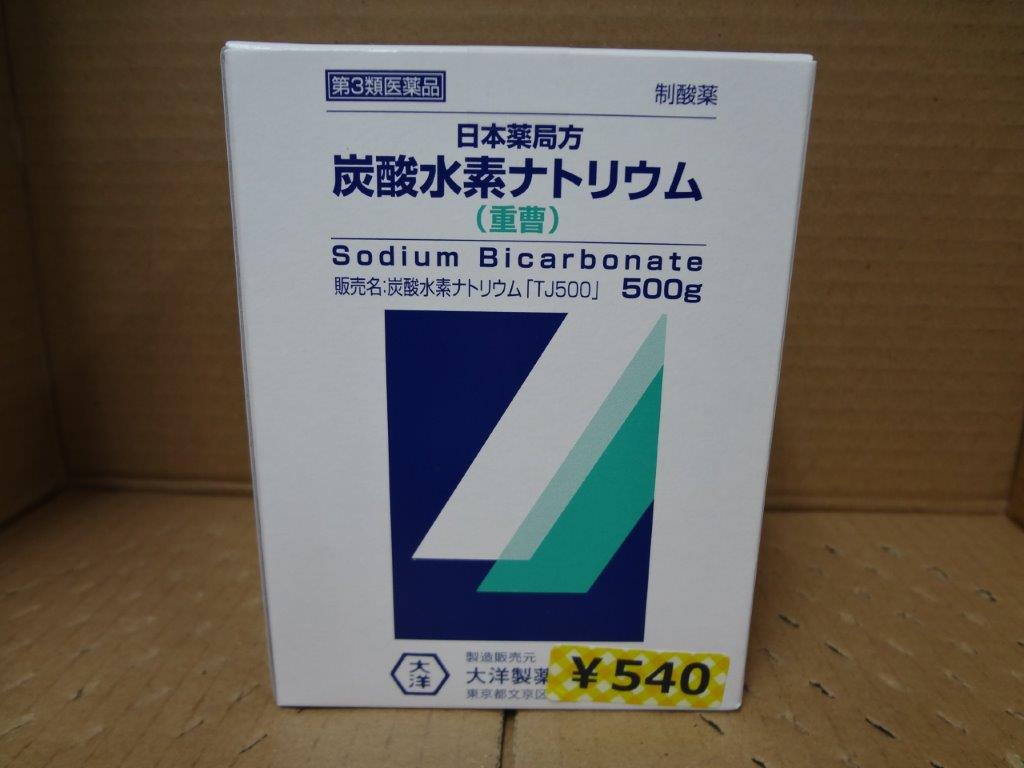 第3類医薬品
制酸薬
日本薬局方
炭酸水素ナトリウム
（重曹）
Sodium Bicarbonate
販売名:炭酸水素ナトリウム「TJ500」 500g
大洋
製造販売元
大洋製薬
東京都文京区
¥540